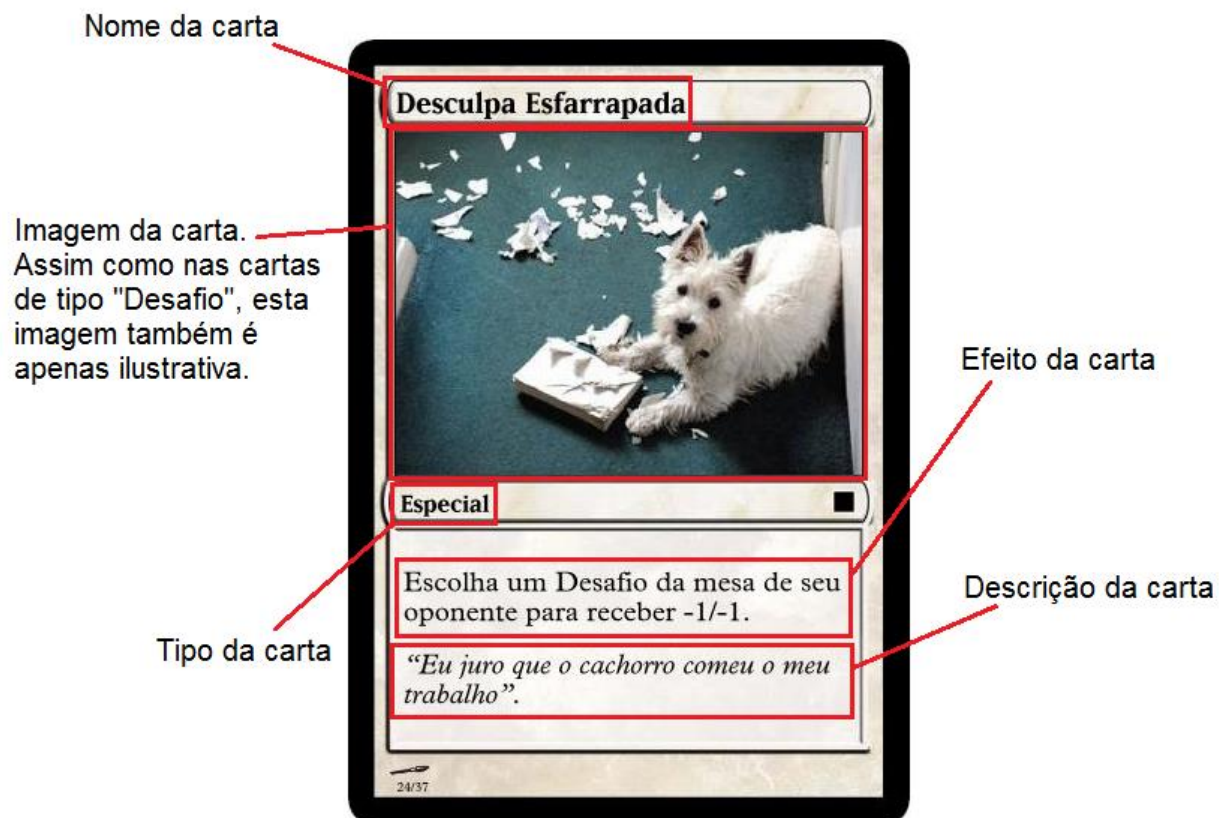 Nome da carta
Desculpa Esfarrapada
Imagem da carta.
Assim como nas cartas
de tipo "Desafio", esta
imagem também é
apenas ilustrativa.
Efeito da carta
Especial
Escolha um Desafio da mesa de seu
oponente para receber -1/-1.
Descrição da carta
Tipo da carta
“Eu juro que o cachorro comeu o meu
trabalho”.
24/37